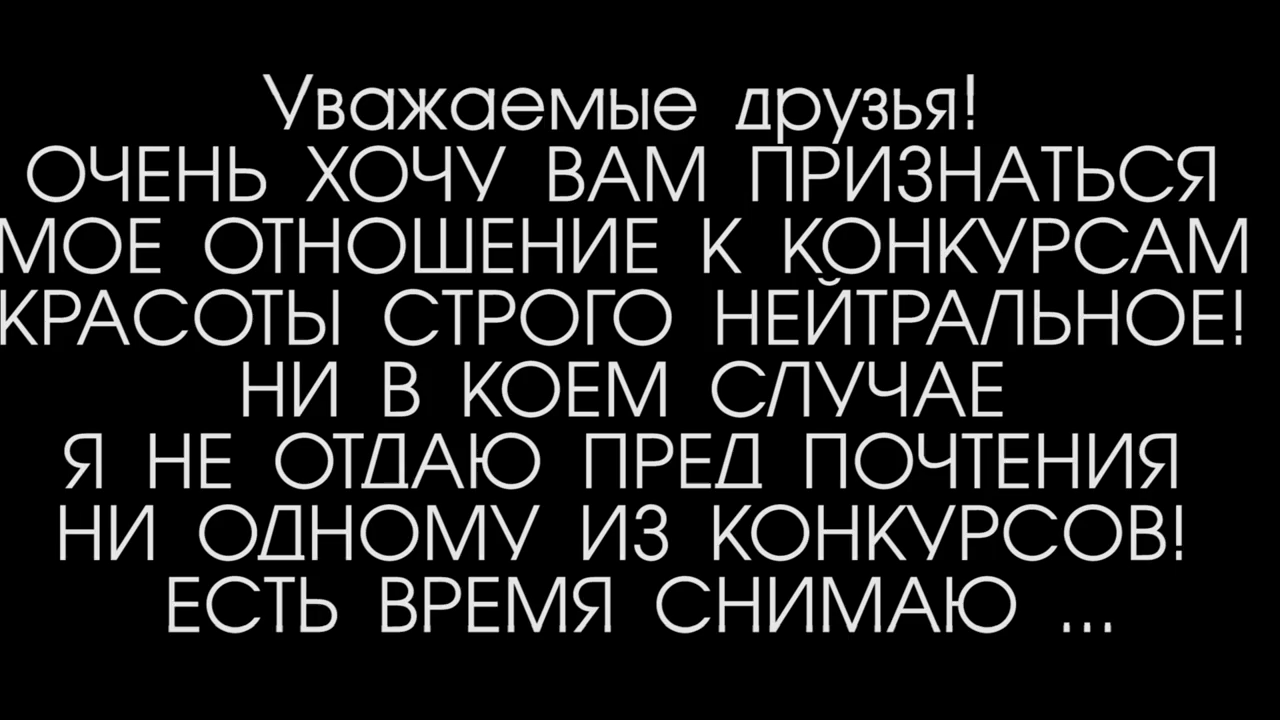 Уважаемые друзья!
ОЧЕНЬ ХОЧУ ВАМ ПРИЗНАТЬСЯ
МОЕ ОТНОШЕНИЕ К КОНКУРСАМ
КРАСОТЫ СТРОГО НЕЙТРАЛЬНОЕ!
НИ В КОЕМ СЛУЧАЕ
Я НЕ ОТДАЮ ПРЕД ПОЧТЕНИЯ
НИ ОДНОМУ ИЗ КОНКУРСОВ!
ЕСТЬ ВРЕМЯ СНИМАЮ ...